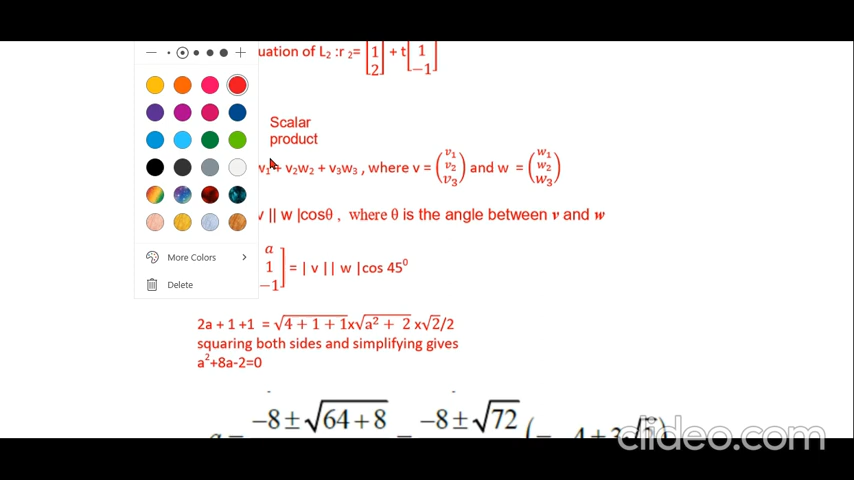 uation of L₂ :r ₂= [1 2] + t[1 −1]
Scalar
product
v₁ + v₂w₂ + v₃w₃ , where v = (v₁ v₂ v₃) and w = (w₁ w₂ w₃)
v || w |cosθ , where θ is the angle between v and w
[a 1 −1] = | v || w |cos 45⁰
More Colors
Delete
2a + 1 +1 = √4 + 1 + 1x√a² + 2 x√2/2
squaring both sides and simplifying gives
a²+8a-2=0
−8 ± √64 + 8 = −8 ± √72
clideo.com